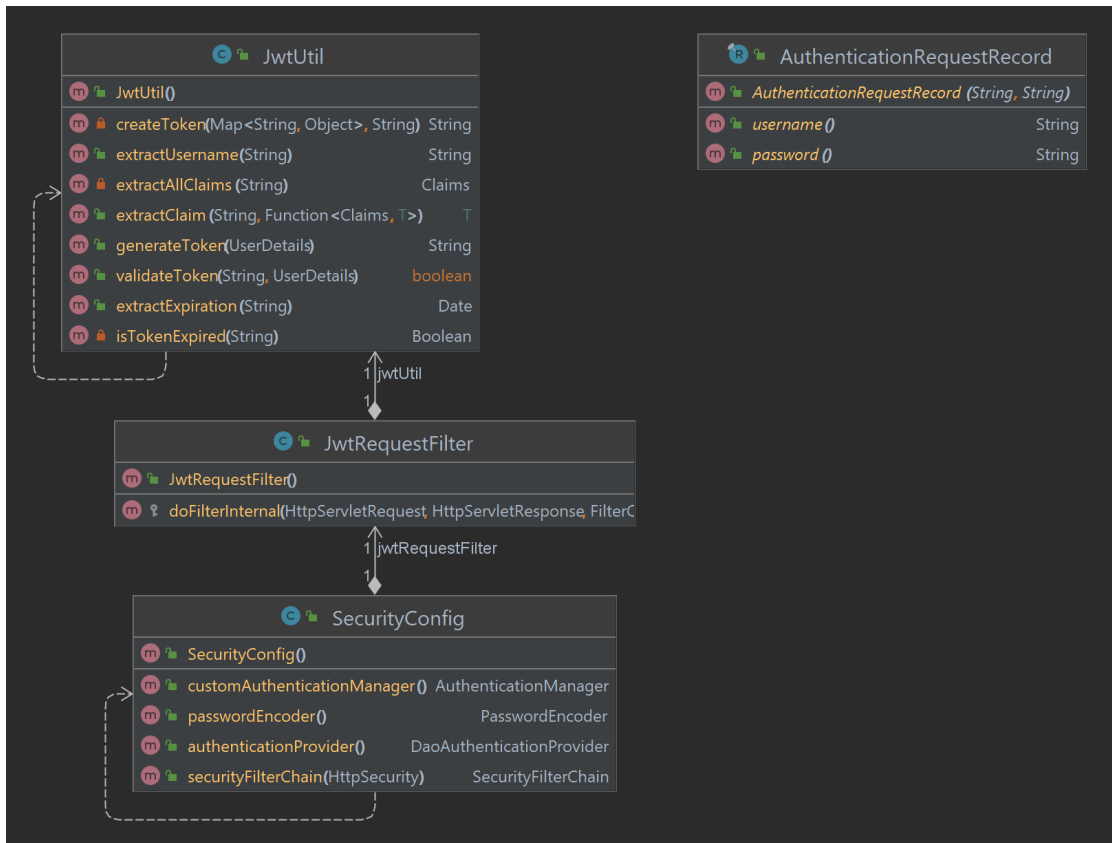 JwtUtil
JwtUtil()
createToken(Map<String, Object>, String) String
extractUsername(String) String
extractAllClaims (String) Claims
extractClaim (String, Function<Claims, T>) T
generateToken(UserDetails) String
validateToken(String, UserDetails) boolean
extractExpiration (String) Date
isTokenExpired(String) Boolean
AuthenticationRequestRecord
AuthenticationRequestRecord (String, String)
username () String
password () String
1 jwtUtil
1
JwtRequestFilter
JwtRequestFilter()
doFilterInternal(HttpServletRequest, HttpServletResponse, FilterC
1 jwtRequestFilter
1
SecurityConfig
SecurityConfig()
customAuthenticationManager() AuthenticationManager
passwordEncoder() PasswordEncoder
authenticationProvider() DaoAuthenticationProvider
securityFilterChain(HttpSecurity) SecurityFilterChain